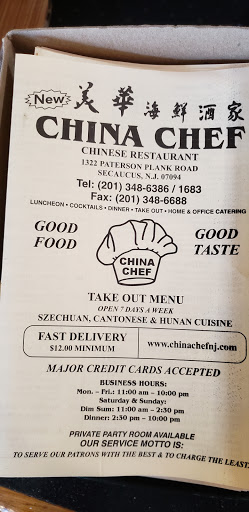 New
美華海鮮酒家
CHINA CHEF
CHINESE RESTAURANT
1322 PATERSON PLANK ROAD
SECAUCUS, N.J. 07094
Tel: (201) 348-6386 / 1683
Fax: (201) 348-6688
LUNCHEON • COCKTAILS • DINNER • TAKE OUT • HOME & OFFICE CATERING
GOOD FOOD
CHINA CHEF
GOOD TASTE
TAKE OUT MENU
OPEN 7 DAYS A WEEK
SZECHUAN, CANTONESE & HUNAN CUISINE
FAST DELIVERY
$12.00 MINIMUM
www.chinachefnj.com
MAJOR CREDIT CARDS ACCEPTED
BUSINESS HOURS:
Mon. – Fri.: 11:00 am – 10:00 pm
Saturday & Sunday:
Dim Sum: 11:00 am – 2:30 pm
Dinner: 2:30 pm – 10:00 pm
PRIVATE PARTY ROOM AVAILABLE
OUR SERVICE MOTTO IS:
TO SERVE OUR PATRONS WITH THE BEST & TO CHARGE THE LEAST.